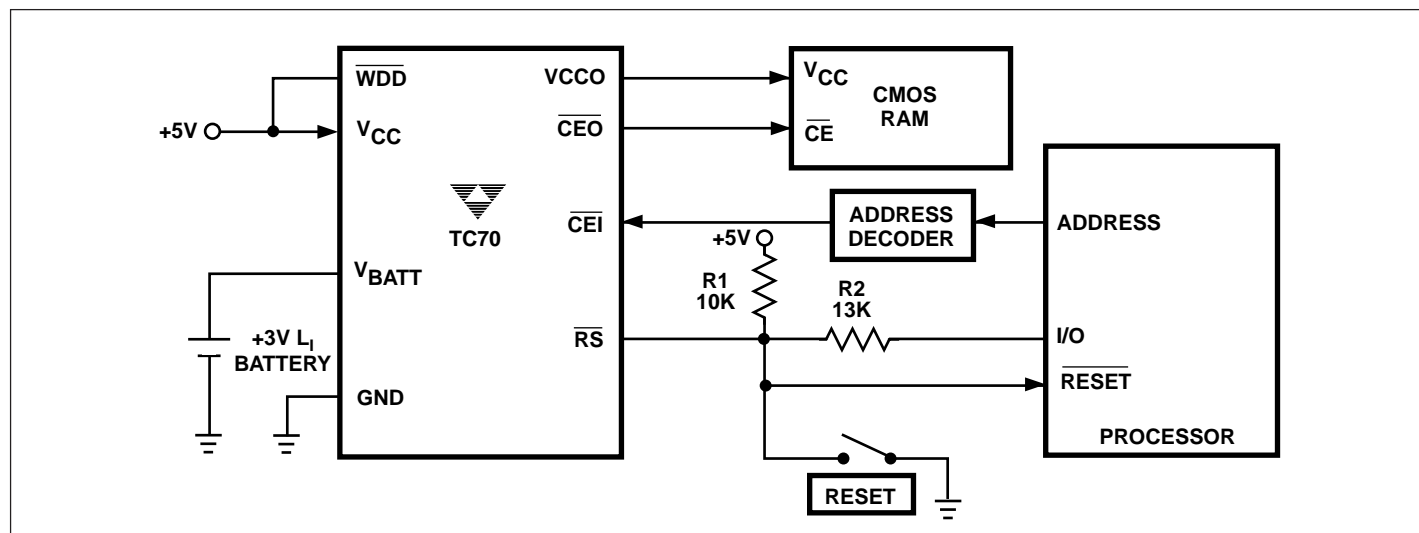 WDD
VCC
+5V
VBATT
+3V LI
BATTERY
GND
TC70
VCCO
CEO
CEI
RS
VCC
CMOS
RAM
CE
ADDRESS
DECODER
+5V
R1
10K
R2
13K
RESET
ADDRESS
I/O
RESET
PROCESSOR